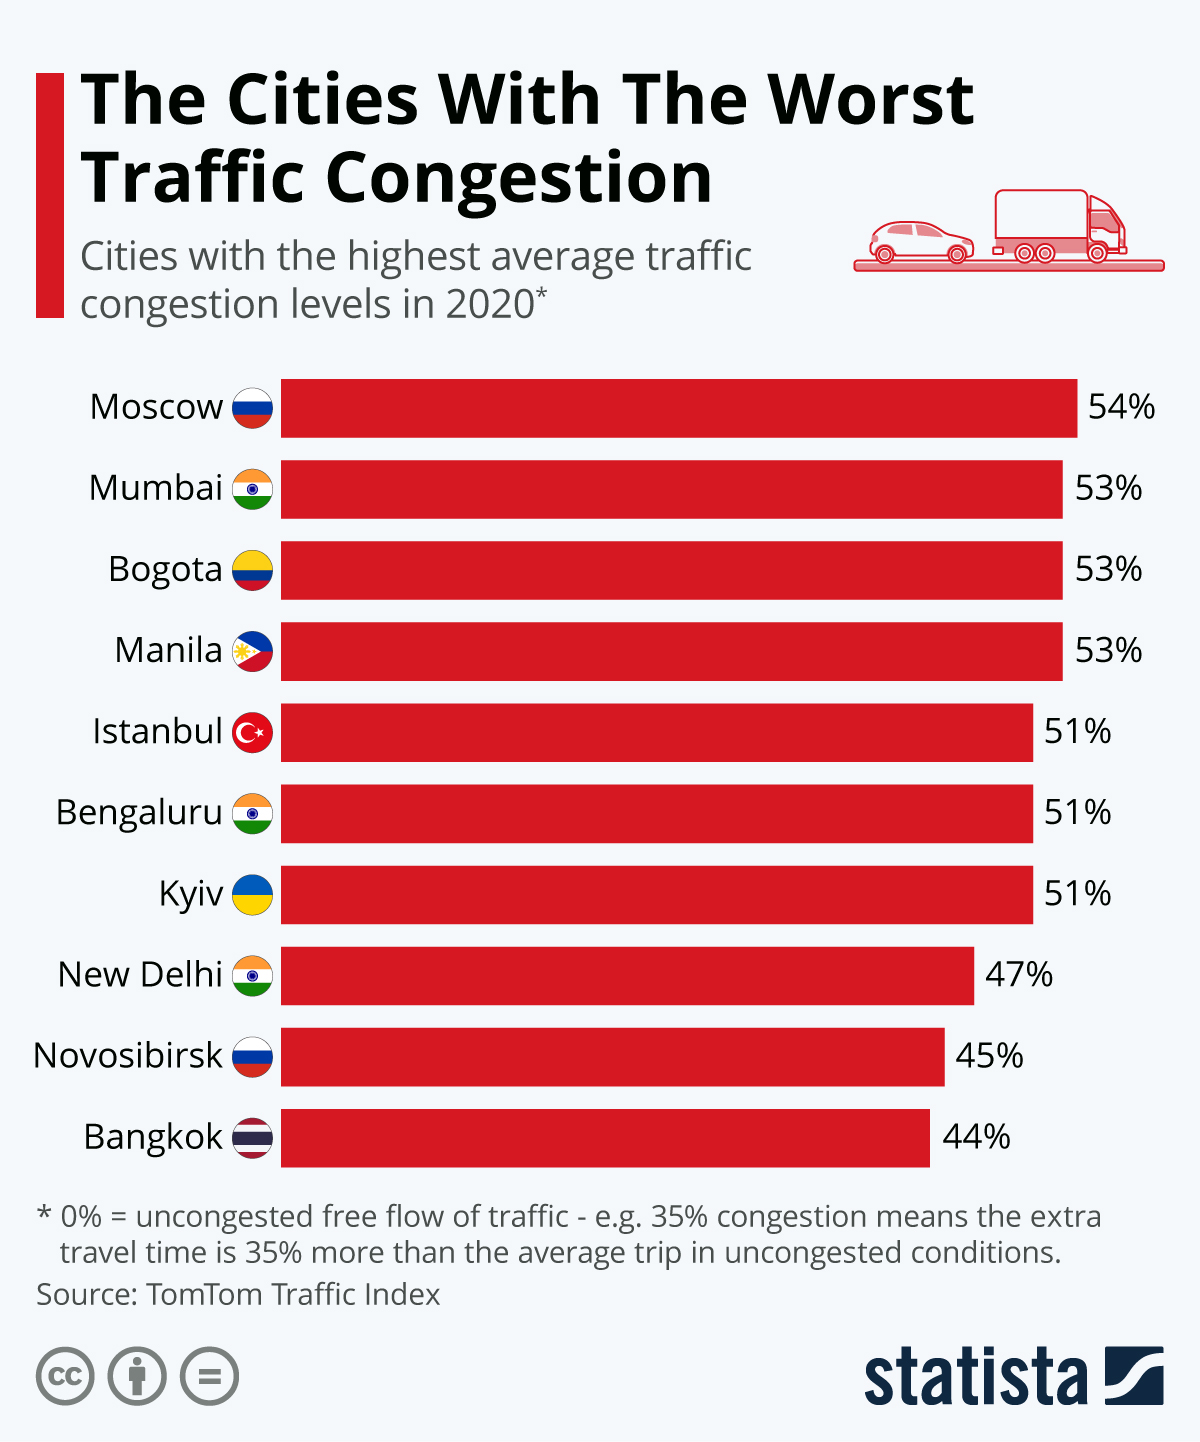 The Cities With The Worst
Traffic Congestion
Cities with the highest average traffic
congestion levels in 2020*
Moscow 54%
Mumbai 53%
Bogota 53%
Manila 53%
Istanbul 51%
Bengaluru 51%
Kyiv 51%
New Delhi 47%
Novosibirsk 45%
Bangkok 44%
* 0% = uncongested free flow of traffic - e.g. 35% congestion means the extra
travel time is 35% more than the average trip in uncongested conditions.
Source: TomTom Traffic Index
cc
statista